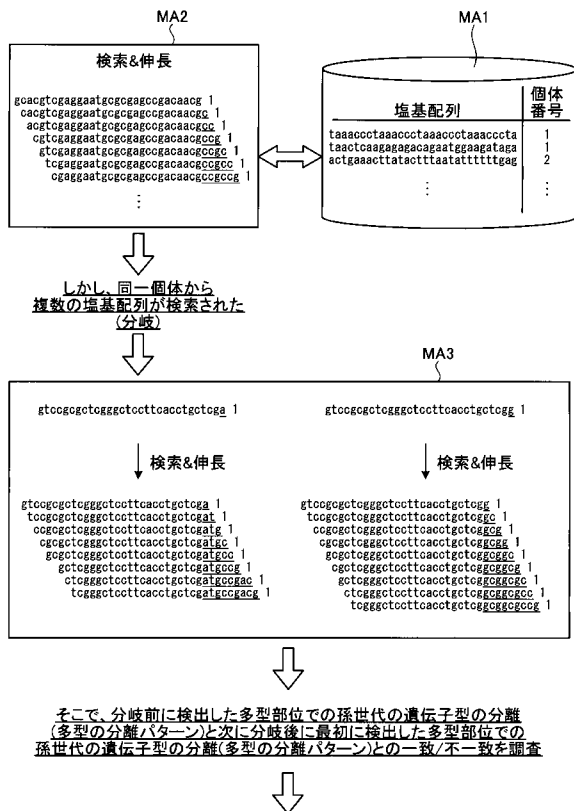 MA2
MA1
検索&伸長
gcacgtcgaggaatgcgcgagccgacaacg 1
cacgtcgaggaatgcgcgagccgacaacgc 1
acgtcgaggaatgcgcgagccgacaacgcc 1
cgtcgaggaatgcgcgagccgacaacgccg 1
gtcgaggaatgcgcgagccgacaacgccgc 1
tcgaggaatgcgcgagccgacaacgccgcc 1
cgaggaatgcgcgagccgacaacgccgccg 1
⋮
塩基配列 個体番号
taaaccctaaaccctaaaccctaaacccta 1
taactcaagagagacagaatggaagataga 1
actgaaacttatactttaatattttttgag 2
⋮ ⋮
しかし、同一個体から
複数の塩基配列が検索された
(分岐)
MA3
gtccgcgctcgggctccttcacctgctcga 1
gtccgcgctcgggctccttcacctgctcgg 1
検索&伸長
検索&伸長
gtccgcgctcgggctccttcacctgctcga 1
tccgcgctcgggctccttcacctgctcgat 1
ccgcgctcgggctccttcacctgctcgatg 1
cgcgctcgggctccttcacctgctcgatgc 1
gcgctcgggctccttcacctgctcgatgcc 1
gctcgggctccttcacctgctcgatgccg 1
ctcgggctccttcacctgctcgatgccgac 1
tcgggctccttcacctgctcgatgccgacg 1
gtccgcgctcgggctccttcacctgctcgg 1
tccgcgctcgggctccttcacctgctcggc 1
ccgcgctcgggctccttcacctgctcggcg 1
cgcgctcgggctccttcacctgctcggcgg 1
gcgctcgggctccttcacctgctcggcggc 1
cgctcgggctccttcacctgctcggcggcg 1
gctcgggctccttcacctgctcggcggcgc 1
ctcgggctccttcacctgctcggcggcgcc 1
tcgggctccttcacctgctcggcggcgccg 1
そこで、分岐前に検出した多型部位での孫世代の遺伝子型の分離
(多型の分離パターン)と次に分岐後に最初に検出した多型部位での
孫世代の遺伝子型の分離(多型の分離パターン)との一致/不一致を調査